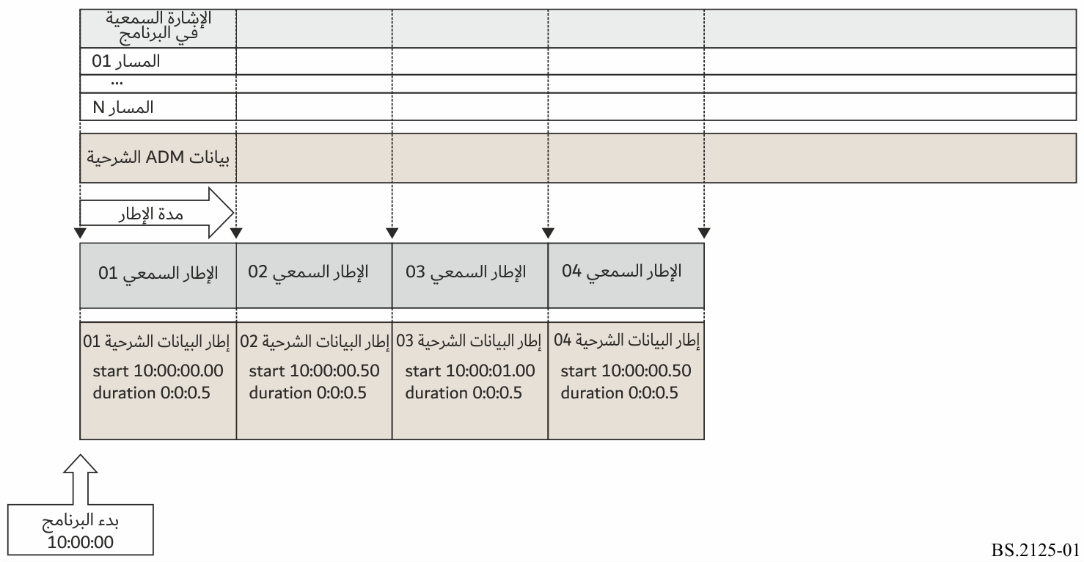 الإشارة السمعية
في البرنامج
المسار 01
...
المسار N
بيانات ADM الشرحية
مدة الإطار
الإطار السمعي 01
الإطار السمعي 02
الإطار السمعي 03
الإطار السمعي 04
إطار البيانات الشرحية 01
start 10:00:00.00
duration 0:0:0.5
إطار البيانات الشرحية 02
start 10:00:00.50
duration 0:0:0.5
إطار البيانات الشرحية 03
start 10:00:01.00
duration 0:0:0.5
إطار البيانات الشرحية 04
start 10:00:00.50
duration 0:0:0.5
بدء البرنامج
10:00:00
BS.2125-01